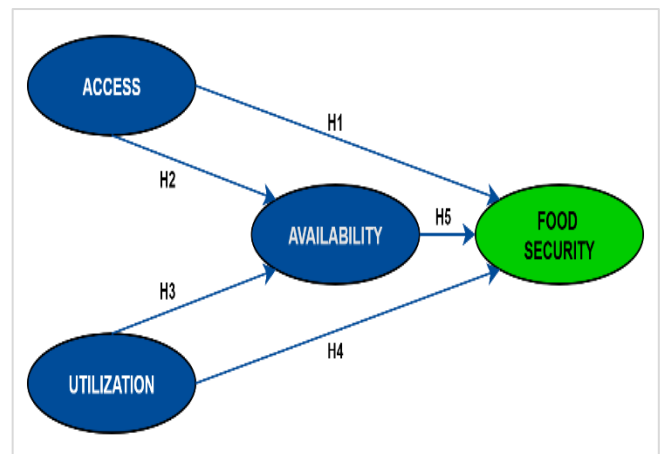 ACCESS
H1
H2
AVAILABILITY
H5
FOOD
SECURITY
H3
H4
UTILIZATION